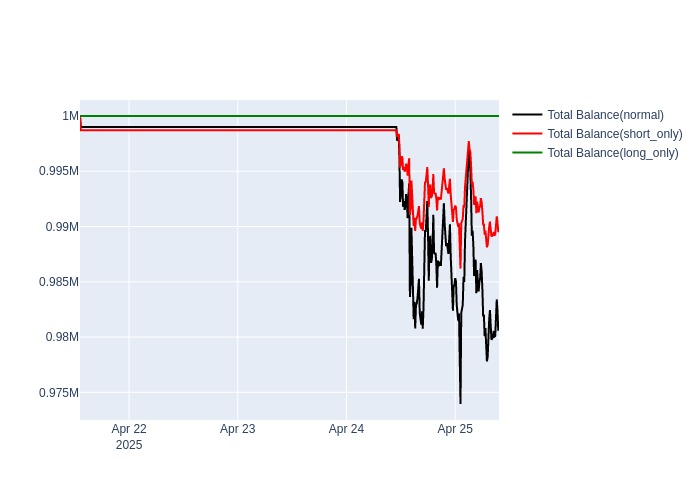 1M
0.995M
0.99M
0.985M
0.98M
0.975M
Apr 22
2025
Apr 23
Apr 24
Apr 25
Total Balance(normal)
Total Balance(short_only)
Total Balance(long_only)